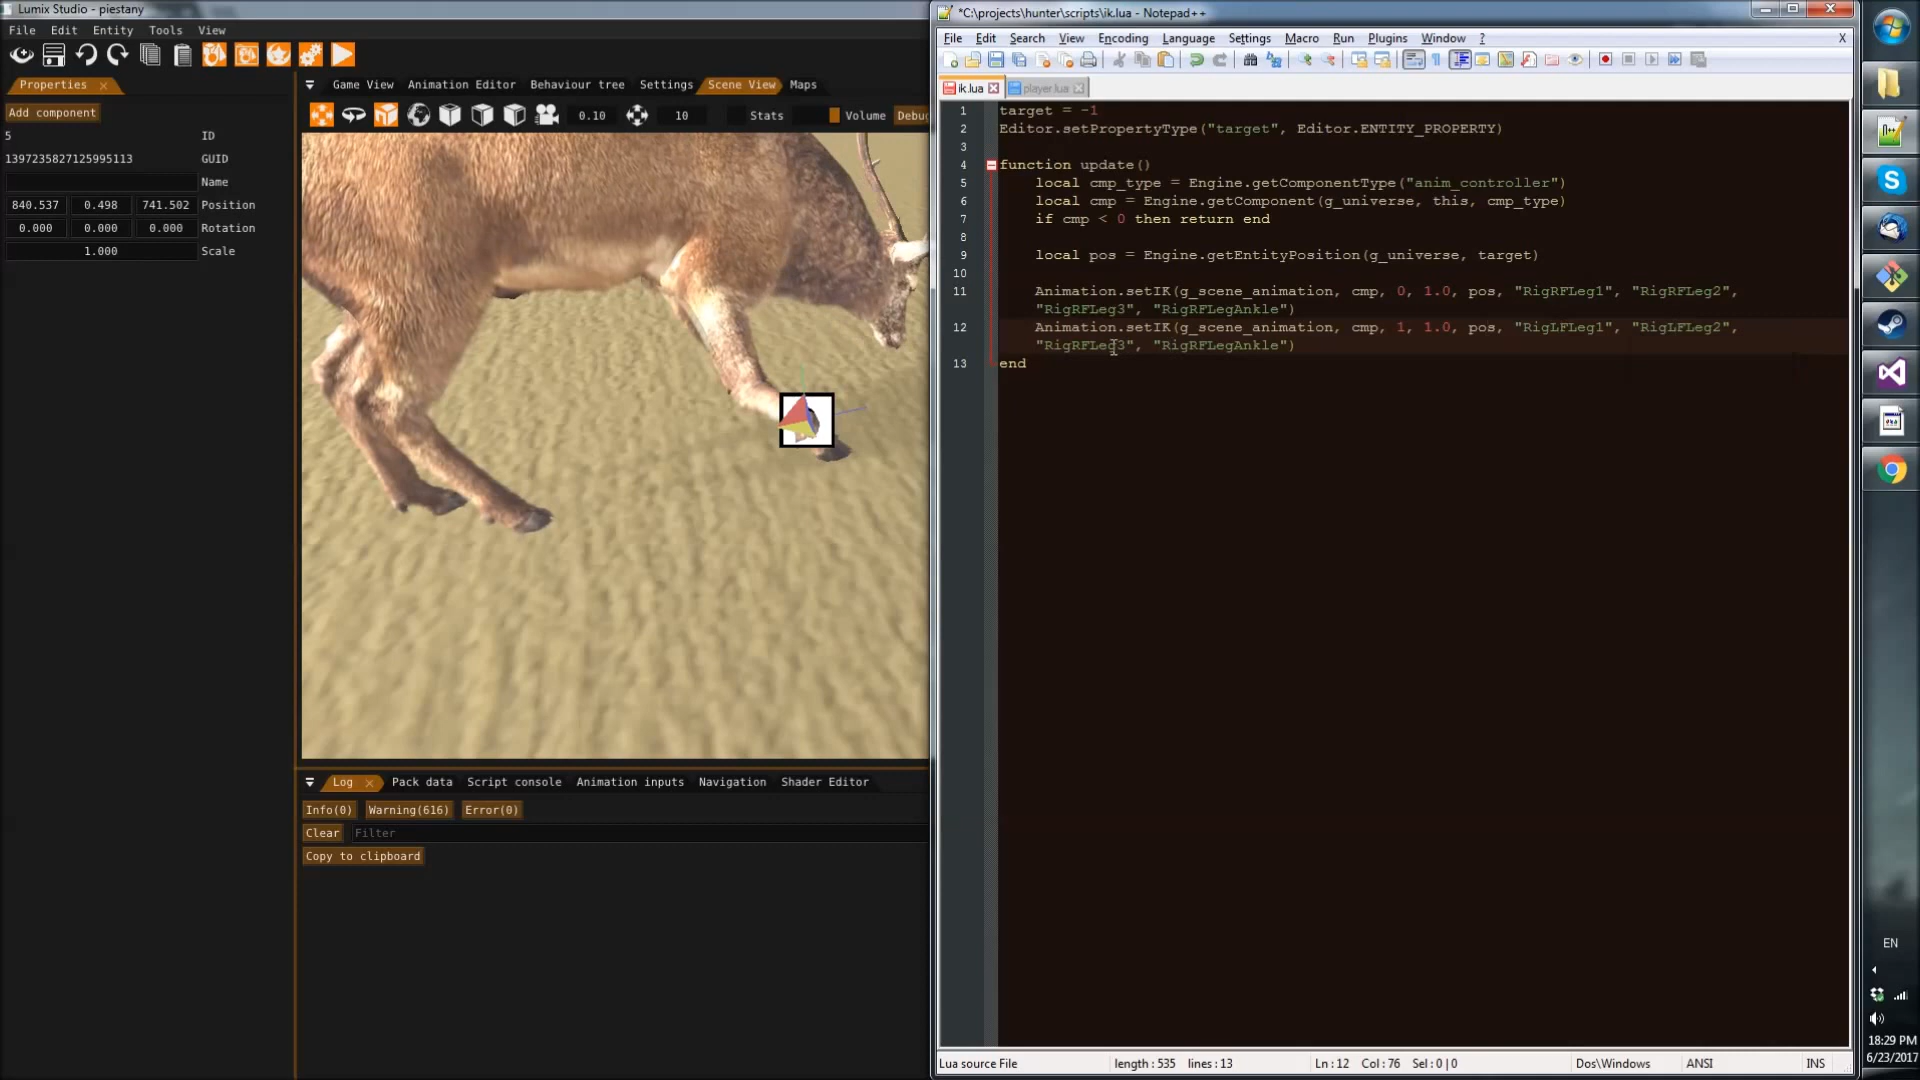 Lumix Studio - piestany
File Edit Entity Tools View
Properties
Add component
5 ID
1397235827125995113 GUID
Name
840.537 0.498 741.502 Position
0.000 0.000 0.000 Rotation
1.000 Scale
Game View Animation Editor Behaviour tree Settings Scene View Maps
0.10 10 Stats Volume Debu
Log Pack data Script console Animation inputs Navigation Shader Editor
Info(0) Warning(616) Error(0)
Clear Filter
Copy to clipboard
*C:\projects\hunter\scripts\ik.lua - Notepad++
File Edit Search View Encoding Language Settings Macro Run Plugins Window ? X
ik.lua player.lua
1 target = -1
2 Editor.setPropertyType("target", Editor.ENTITY_PROPERTY)
3
4 function update()
5 local cmp_type = Engine.getComponentType("anim_controller")
6 local cmp = Engine.getComponent(g_universe, this, cmp_type)
7 if cmp < 0 then return end
8
9 local pos = Engine.getEntityPosition(g_universe, target)
10
11 Animation.setIK(g_scene_animation, cmp, 0, 1.0, pos, "RigRFLeg1", "RigRFLeg2",
"RigRFLeg3", "RigRFLegAnkle")
12 Animation.setIK(g_scene_animation, cmp, 1, 1.0, pos, "RigLFLeg1", "RigLFLeg2",
"RigRFLeg3", "RigRFLegAnkle")
13 end
Lua source File length : 535 lines : 13 Ln : 12 Col : 76 Sel : 0 | 0 Dos\Windows ANSI INS
EN
18:29 PM
6/23/2017